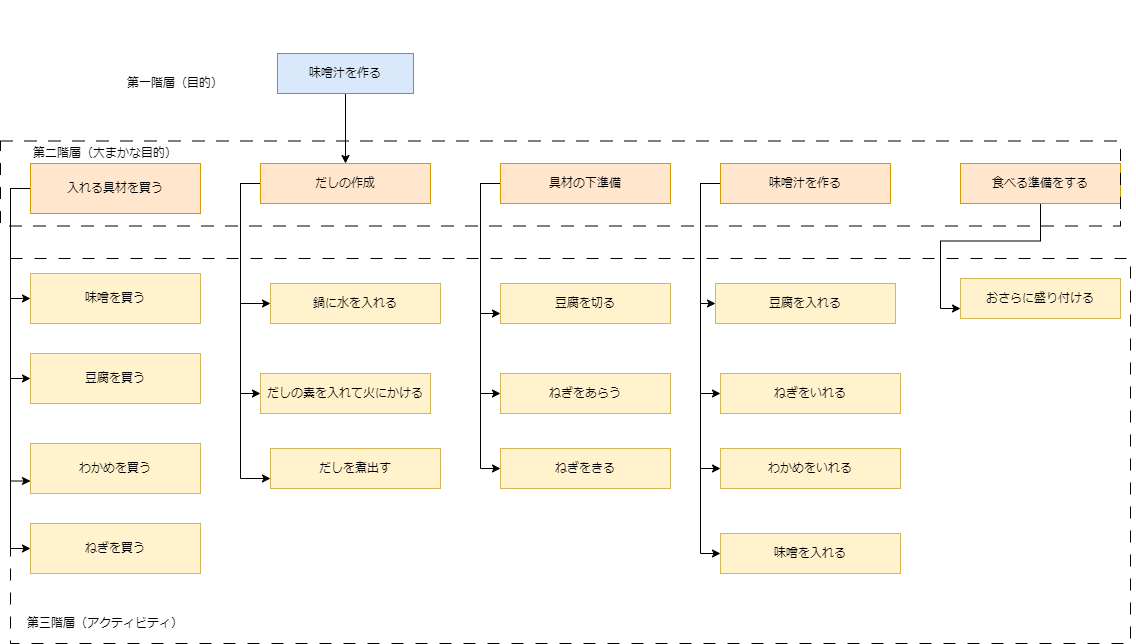 味噌汁を作る
第一階層（目的）
第二階層（大まかな目的）
入れる具材を買う
だしの作成
具材の下準備
味噌汁を作る
食べる準備をする
味噌を買う
豆腐を買う
わかめを買う
ねぎを買う
鍋に水を入れる
だしの素を入れて火にかける
だしを煮出す
豆腐を切る
ねぎをあらう
ねぎをきる
豆腐を入れる
ねぎをいれる
わかめをいれる
味噌を入れる
おさらに盛り付ける
第三階層（アクティビティ）